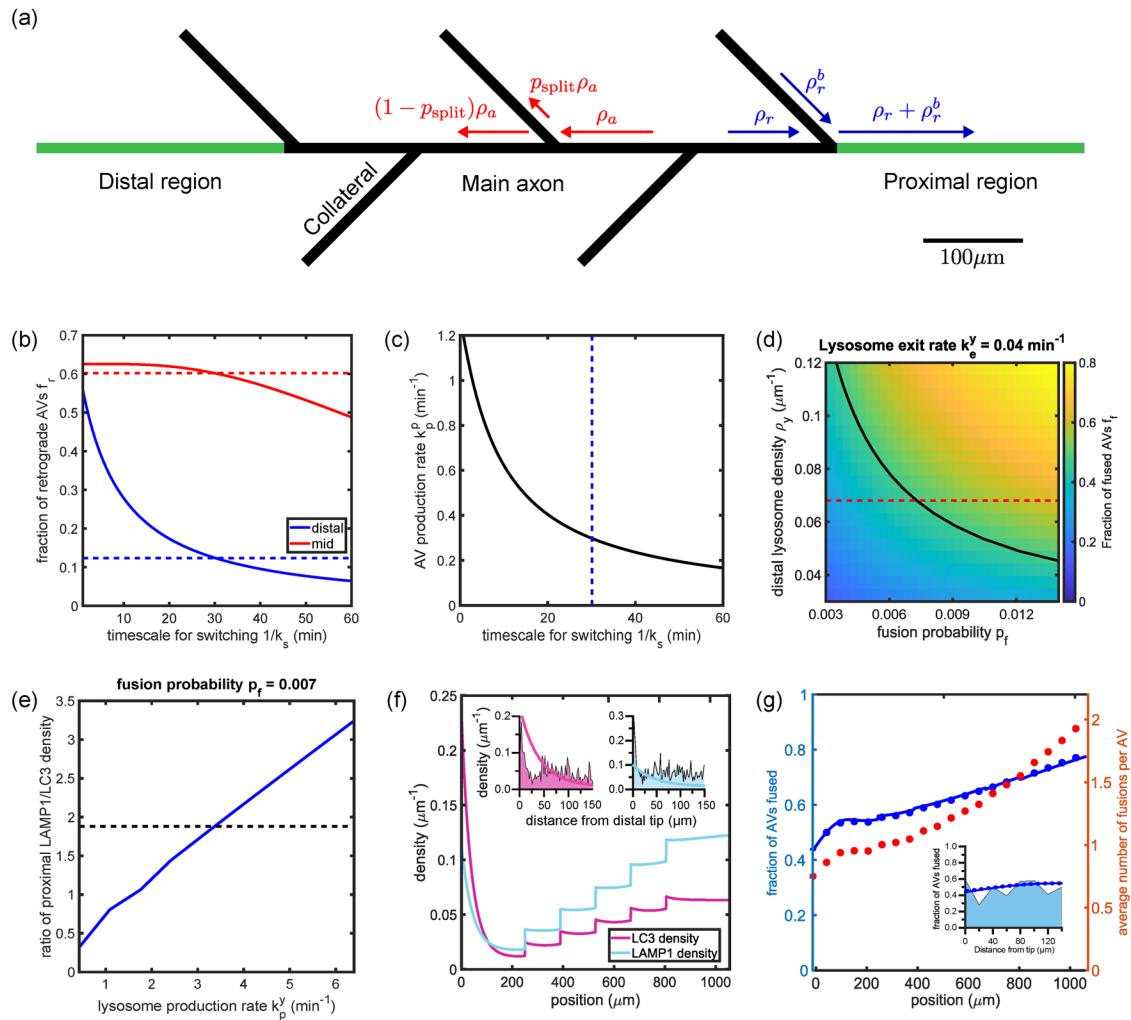 (a)
(1 − p_split)ρ_a
p_split ρ_a
ρ_a
ρ_r
ρ_r^b
ρ_r + ρ_r^b
Distal region
Collateral
Main axon
Proximal region
100μm
(b)
fraction of retrograde AVs f_r
0.7
0.6
0.5
0.4
0.3
0.2
0.1
0
distal
mid
10 20 30 40 50 60
timescale for switching 1/k_s (min)
(c)
AV production rate k_p^p (min⁻¹)
1.2
1
0.8
0.6
0.4
0.2
0
0 20 40 60
timescale for switching 1/k_s (min)
(d)
Lysosome exit rate k_e^y = 0.04 min⁻¹
distal lysosome density ρ_y (μm⁻¹)
0.12
0.1
0.08
0.06
0.04
0.003 0.006 0.009 0.012
fusion probability p_f
0.8
0.6
0.4
0.2
0
Fraction of fused AVs f_f
(e)
fusion probability p_f = 0.007
ratio of proximal LAMP1/LC3 density
3.5
3
2.5
2
1.5
1
0.5
0
1 2 3 4 5 6
lysosome production rate k_p^y (min⁻¹)
(f)
density (μm⁻¹)
0.25
0.2
0.15
0.1
0.05
0
density (μm⁻¹)
0.2
0.1
0.0
0 50 100 150
0.3
0.2
0.1
0.0
0 50 100 150
distance from distal tip (μm)
LC3 density
LAMP1 density
0 200 400 600 800 1000
position (μm)
(g)
fraction of AVs fused
1
0.8
0.6
0.4
0.2
0
fraction of AVs fused
1.0
0.8
0.6
0.4
0.2
0.0
0 40 80 120
Distance from tip (μm)
0 200 400 600 800 1000
position (μm)
2
1.5
1
0.5
0
average number of fusions per AV